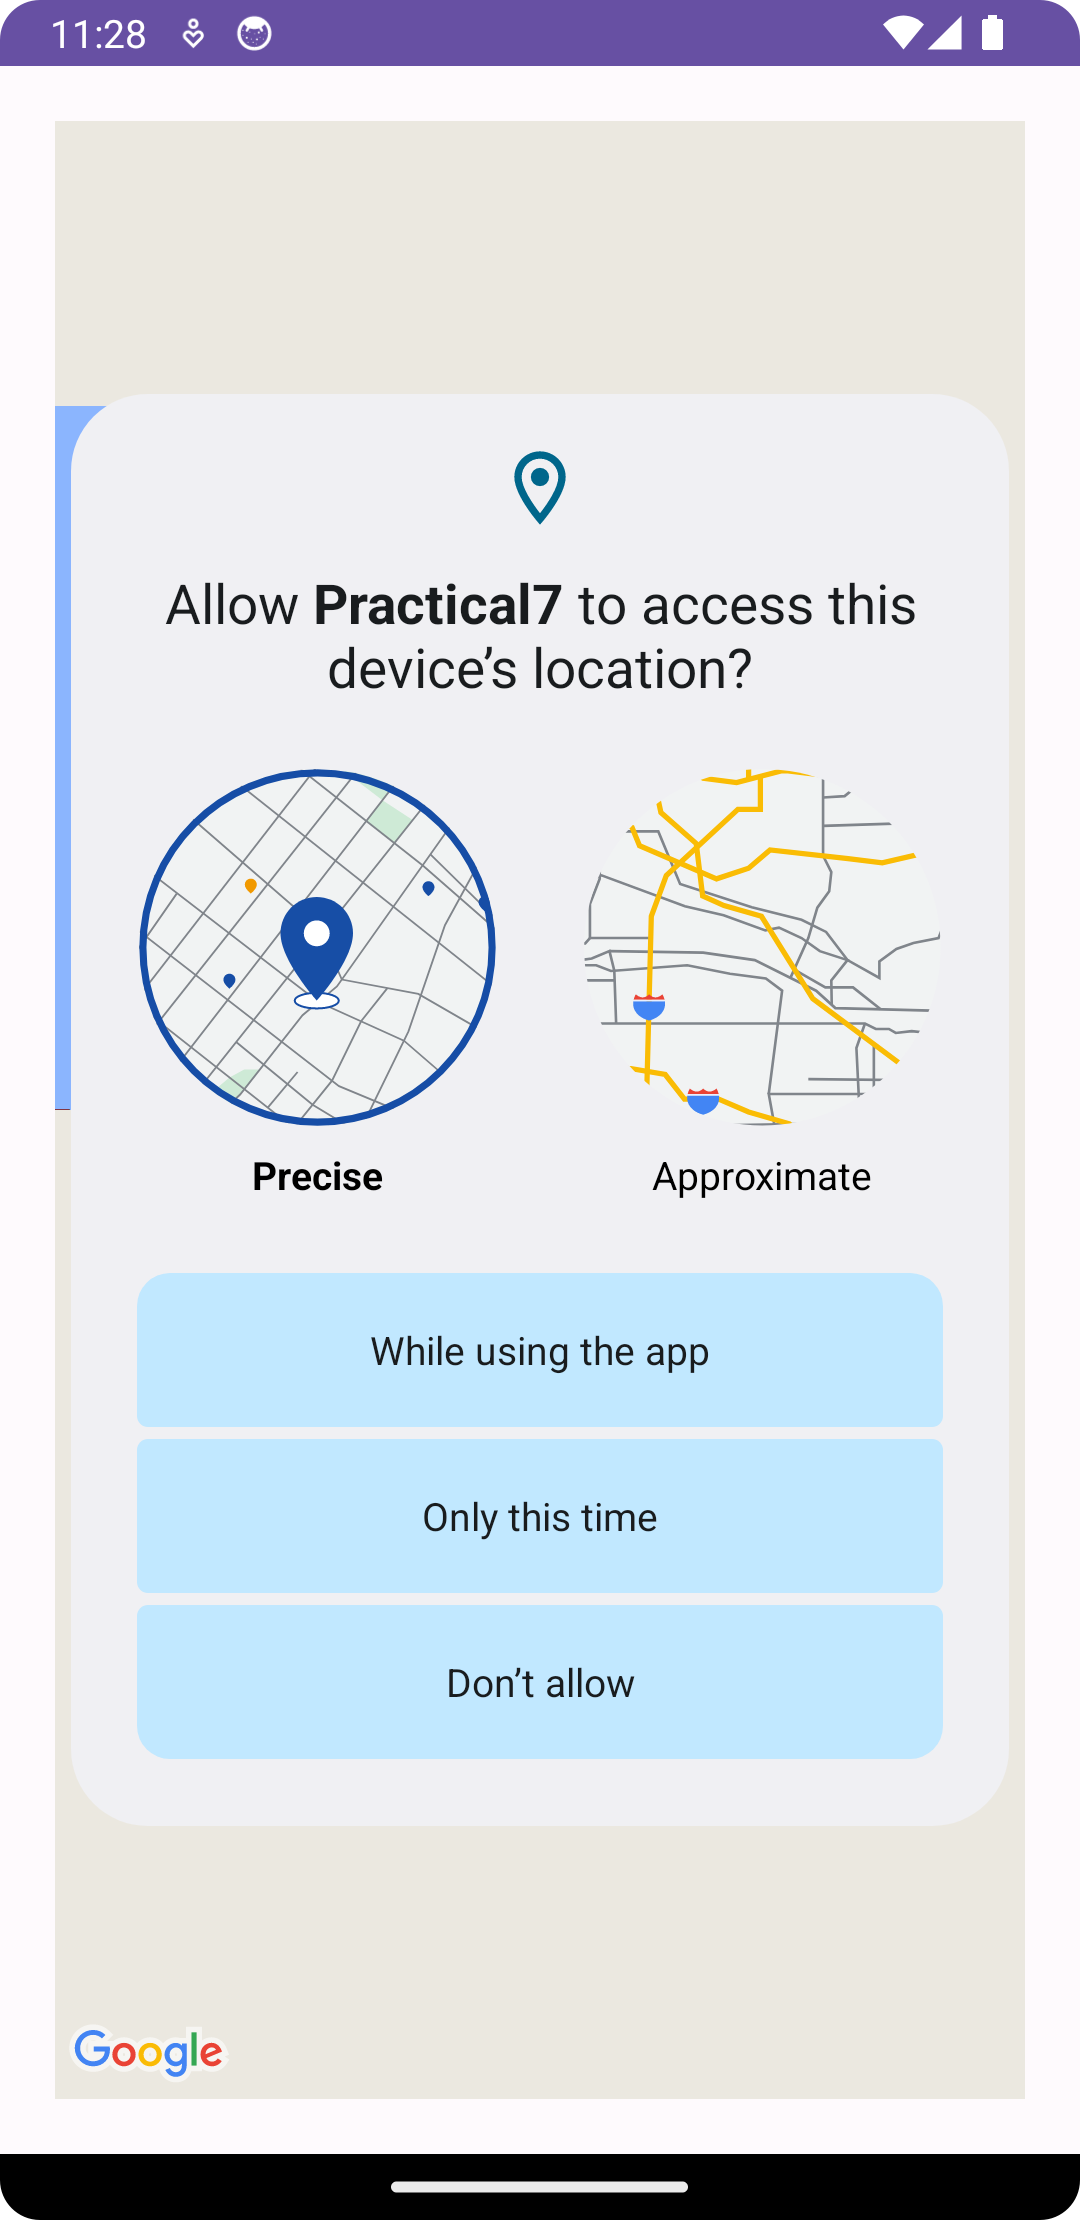 11:28
Allow Practical7 to access this
device’s location?
Precise
Approximate
While using the app
Only this time
Don’t allow
Google